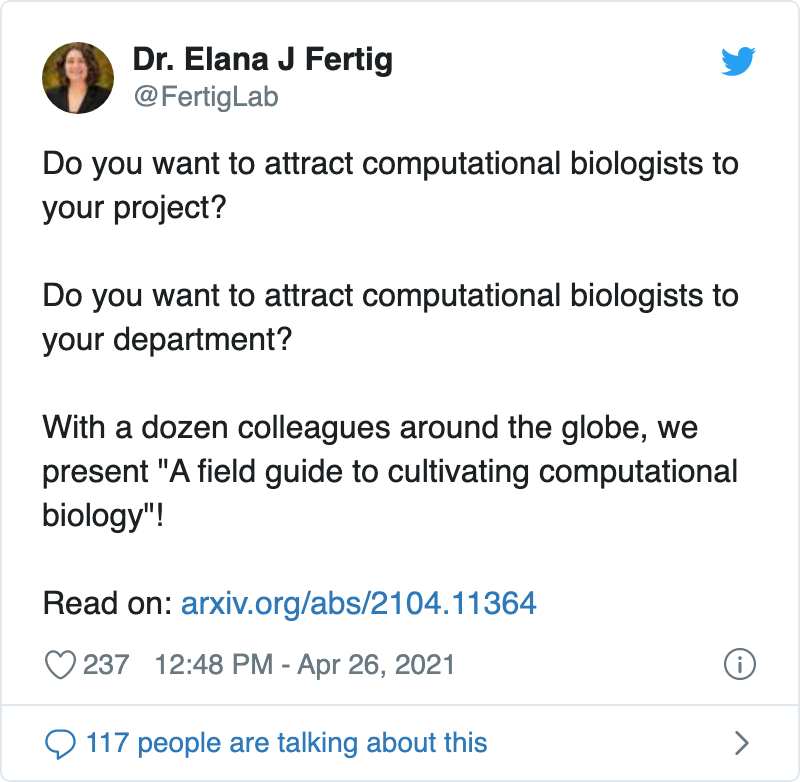 Dr. Elana J Fertig
@FertigLab
Do you want to attract computational biologists to
your project?
Do you want to attract computational biologists to
your department?
With a dozen colleagues around the globe, we
present "A field guide to cultivating computational
biology"!
Read on: arxiv.org/abs/2104.11364
237 12:48 PM - Apr 26, 2021
117 people are talking about this